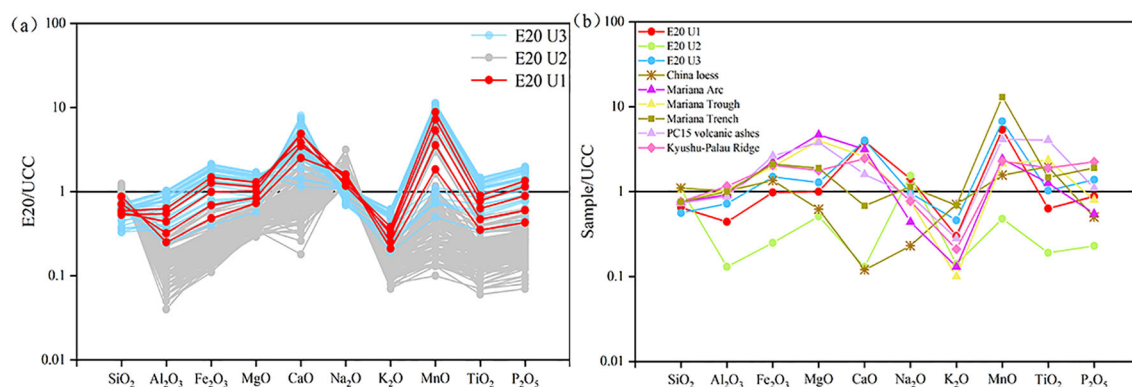 (a)
100
10
1
0.1
0.01
E20/UCC
E20 U3
E20 U2
E20 U1
SiO₂ Al₂O₃ Fe₂O₃ MgO CaO Na₂O K₂O MnO TiO₂ P₂O₅
(b)
100
10
1
0.1
0.01
Sample/UCC
E20 U1
E20 U2
E20 U3
China loess
Mariana Arc
Mariana Trough
Mariana Trench
PC15 volcanic ashes
Kyushu-Palau Ridge
SiO₂ Al₂O₃ Fe₂O₃ MgO CaO Na₂O K₂O MnO TiO₂ P₂O₅